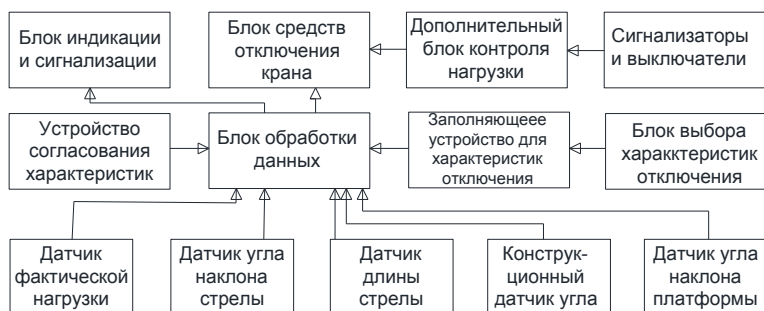 Блок индикации
и сигнализации
Блок средств
отключения
крана
Дополнительный
блок контроля
нагрузки
Сигнализаторы
и выключатели
Устройство
согласования
характеристик
Блок обработки
данных
Заполняющеее
устройство для
характеристик
отключения
Блок выбора
харакктеристик
отключения
Датчик
фактической
нагрузки
Датчик угла
наклона
стрелы
Датчик
длины
стрелы
Конструк-
ционный
датчик угла
Датчик угла
наклона
платформы